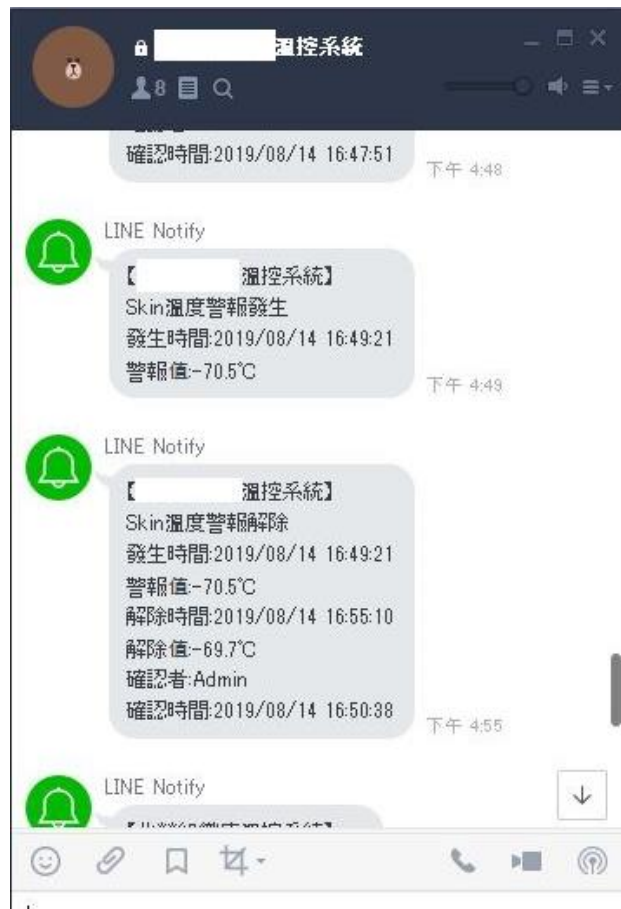 溫控系統
8
確認時間:2019/08/14 16:47:51
下午 4:48
LINE Notify
【 溫控系統】
Skin溫度警報發生
發生時間:2019/08/14 16:49:21
警報值:-70.5℃
下午 4:49
LINE Notify
【 溫控系統】
Skin溫度警報解除
發生時間:2019/08/14 16:49:21
警報值:-70.5℃
解除時間:2019/08/14 16:55:10
解除值:-69.7℃
確認者:Admin
確認時間:2019/08/14 16:50:38
下午 4:55
LINE Notify